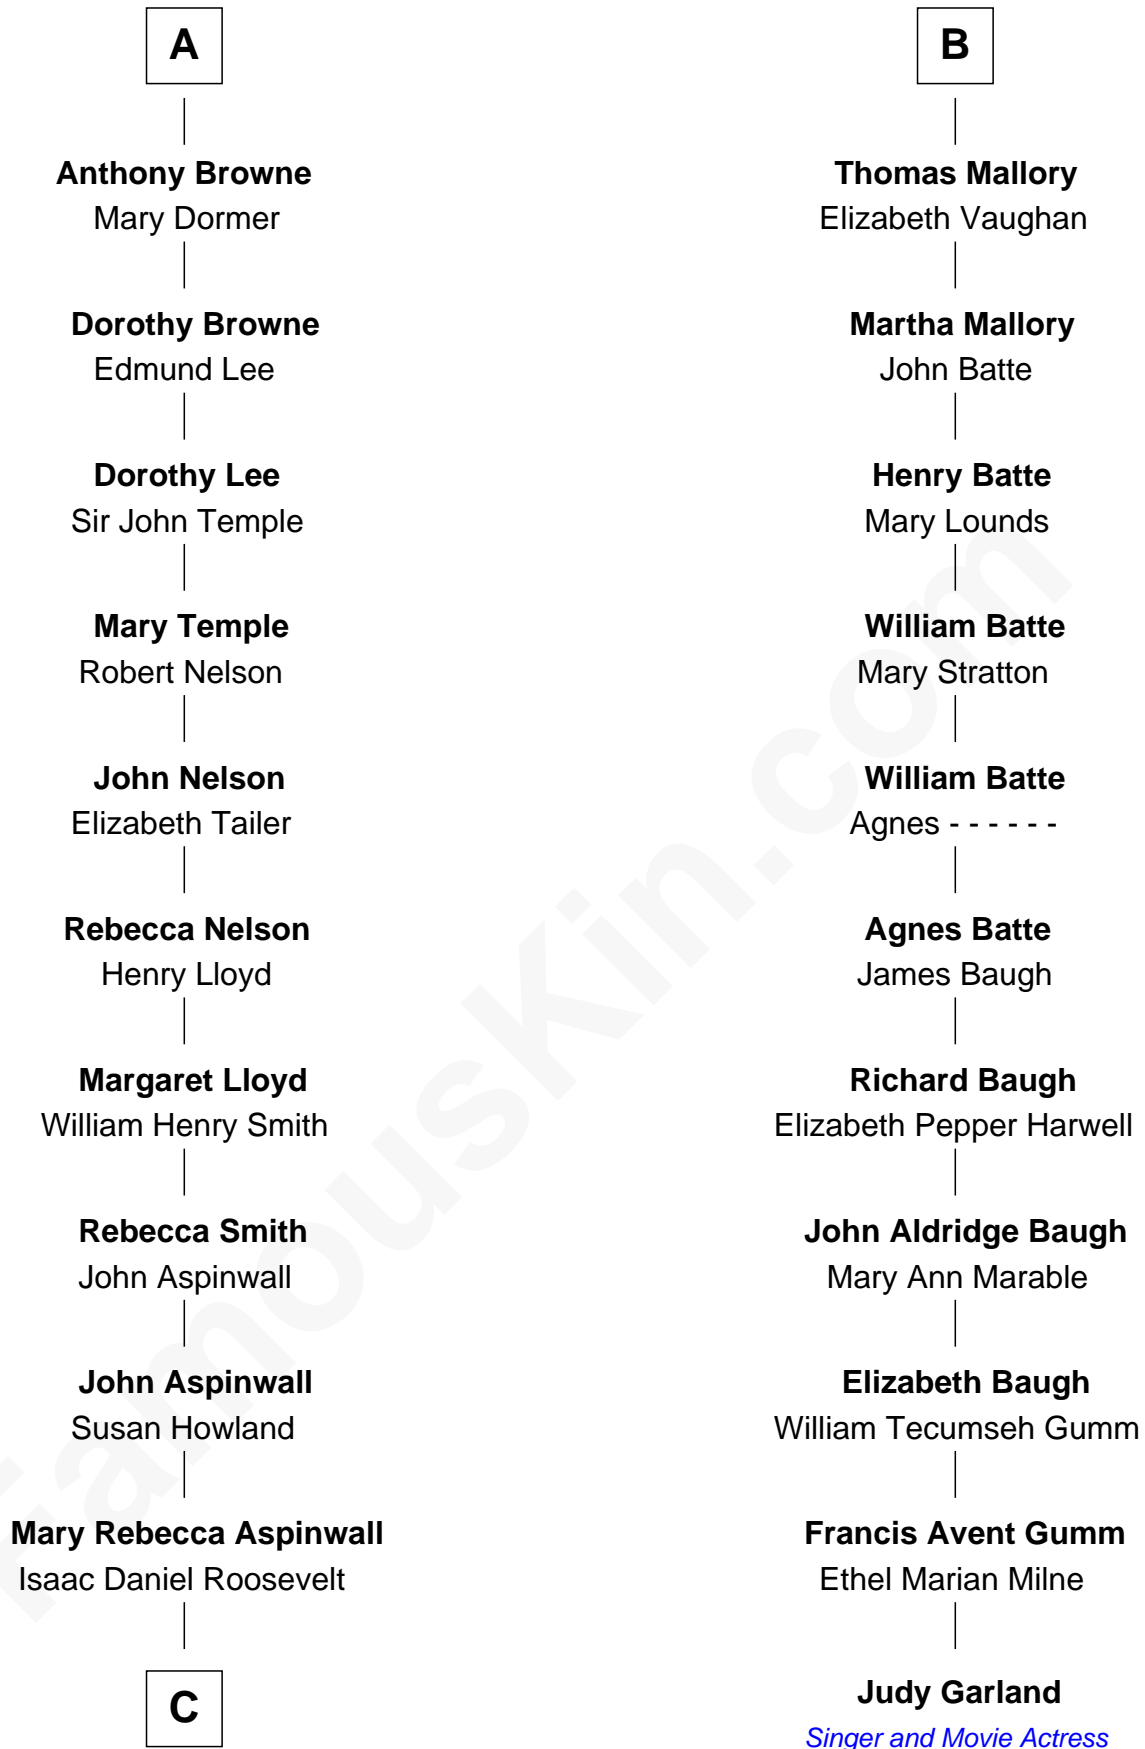 A
Anthony Browne
Mary Dormer
Dorothy Browne
Edmund Lee
Dorothy Lee
Sir John Temple
Mary Temple
Robert Nelson
John Nelson
Elizabeth Tailer
Rebecca Nelson
Henry Lloyd
Margaret Lloyd
William Henry Smith
Rebecca Smith
John Aspinwall
John Aspinwall
Susan Howland
Mary Rebecca Aspinwall
Isaac Daniel Roosevelt
C
B
Thomas Mallory
Elizabeth Vaughan
Martha Mallory
John Batte
Henry Batte
Mary Lounds
William Batte
Mary Stratton
William Batte
Agnes - - - - - -
Agnes Batte
James Baugh
Richard Baugh
Elizabeth Pepper Harwell
John Aldridge Baugh
Mary Ann Marable
Elizabeth Baugh
William Tecumseh Gumm
Francis Avent Gumm
Ethel Marian Milne
Judy Garland
Singer and Movie Actress
FamousKin.com